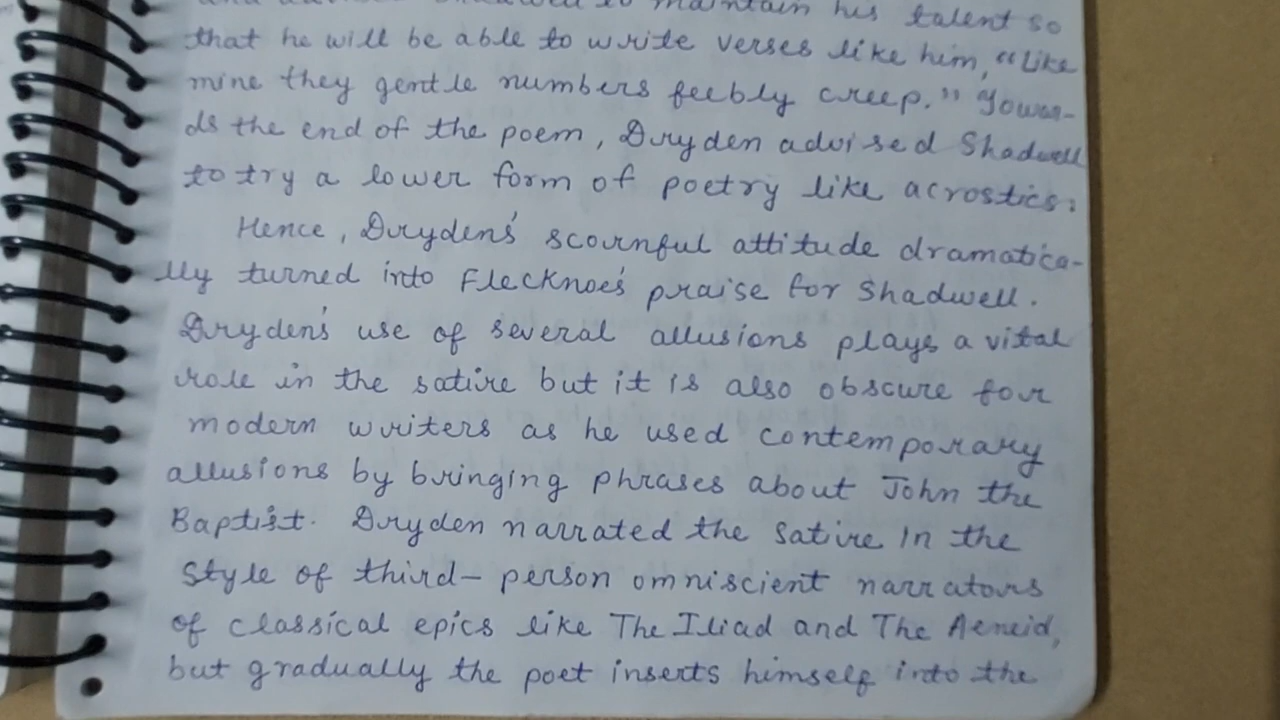 maintain his talent so
that he will be able to write verses like him, "Like
mine they gentle numbers feebly creep." Towar-
ds the end of the poem, Dryden advised Shadwell
to try a lower form of poetry like acrostics.
Hence, Dryden's scornful attitude dramatica-
lly turned into Flecknoe's praise for Shadwell.
Dryden's use of several allusions plays a vital
role in the satire but it is also obscure for
modern writers as he used contemporary
allusions by bringing phrases about John the
Baptist. Dryden narrated the satire in the
style of third-person omniscient narrators
of classical epics like The Iliad and The Aeneid,
but gradually the poet inserts himself into the